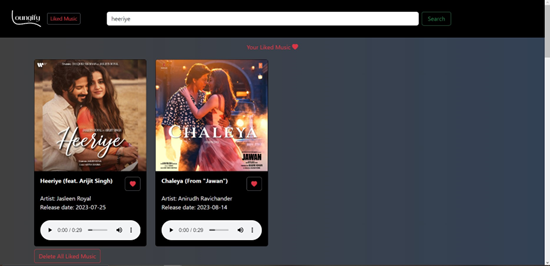 Loungify
Liked Music
heeriye
Search
Your Liked Music
Heeriye
CHALEYA
JAWAN
Heeriye (feat. Arijit Singh)
Artist: Jasleen Royal
Release date: 2023-07-25
0:00 / 0:29
Chaleya (From "Jawan")
Artist: Anirudh Ravichander
Release date: 2023-08-14
0:00 / 0:29
Delete All Liked Music